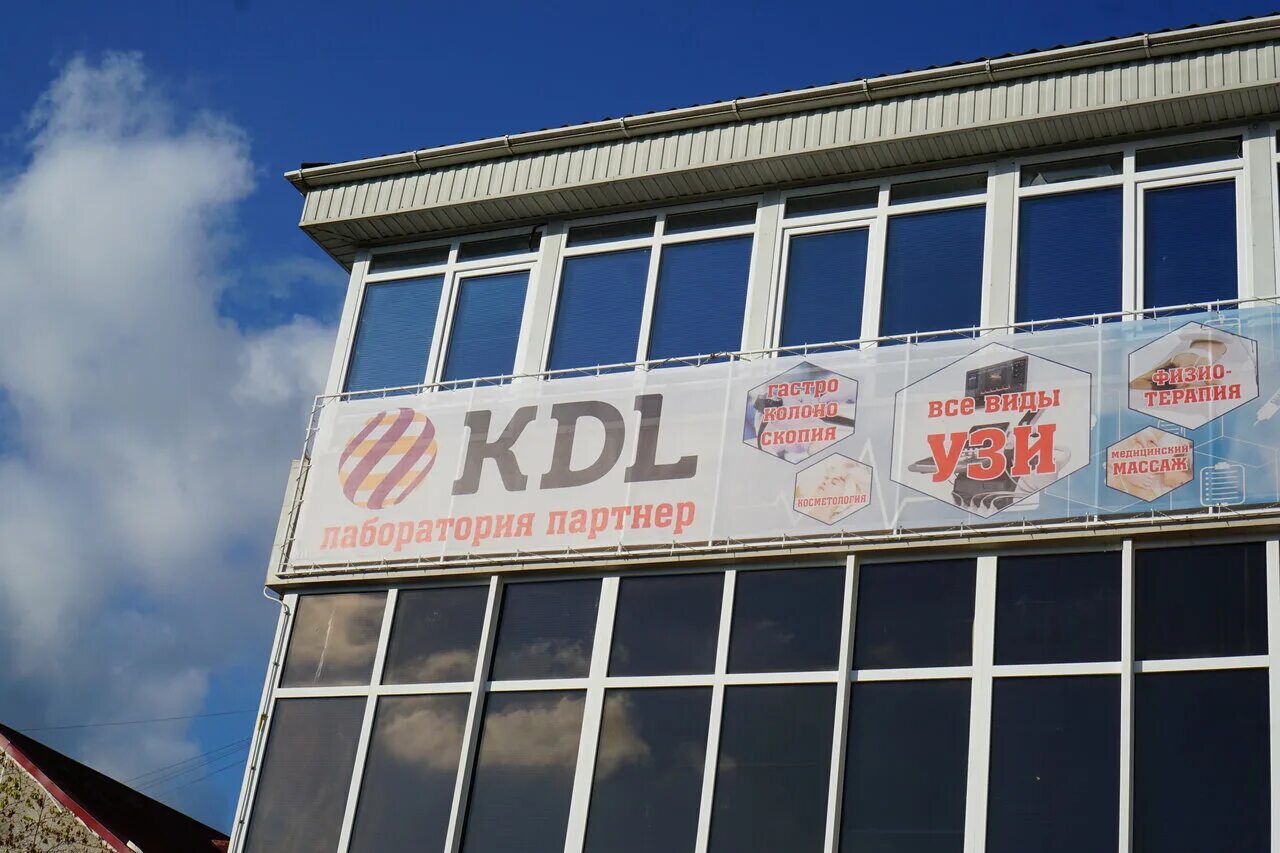 KDL
лаборатория партнер
гастро
колоно
скопия
косметология
все виды
УЗИ
физио-
терапия
медицинский
массаж